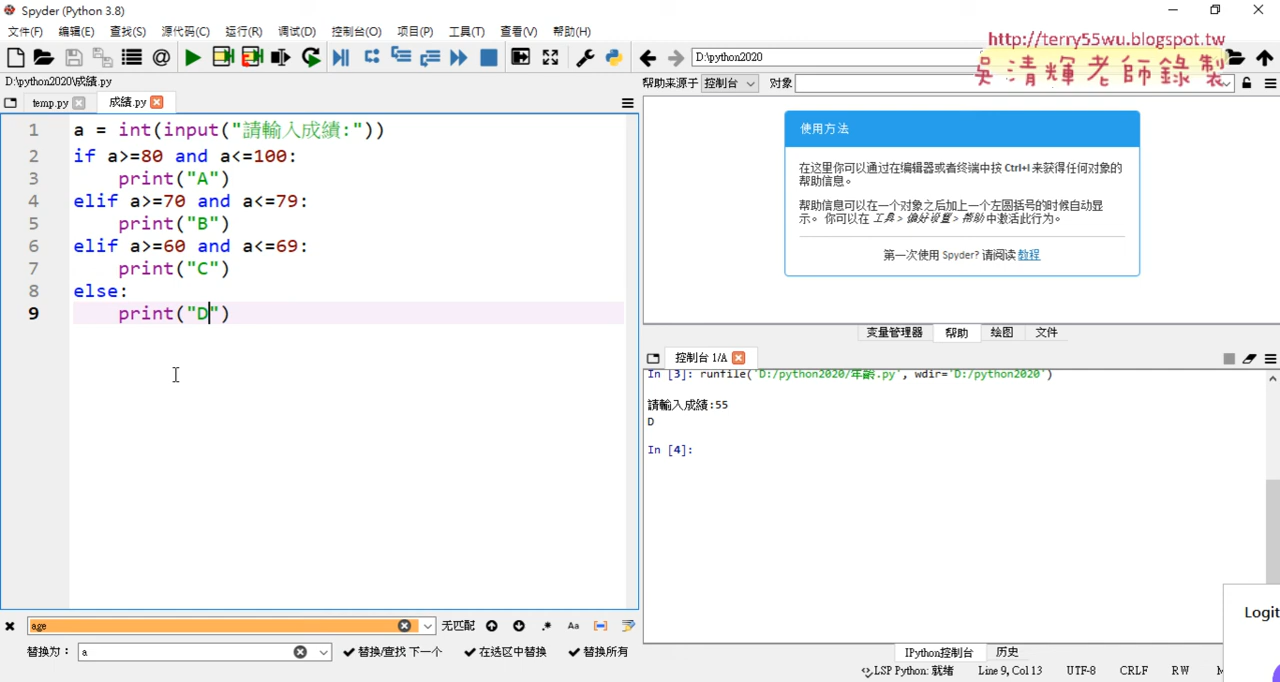 Spyder (Python 3.8)
文件(F) 编辑(E) 查找(S) 源代码(C) 运行(R) 调试(D) 控制台(O) 项目(P) 工具(T) 查看(V) 帮助(H)
http://terry55wu.blogspot.tw
D:\python2020
吳清輝老師錄製
D:\python2020\成績.py
帮助来源于 控制台 对象
temp.py 成績.py
1 a = int(input("請輸入成績:"))
2 if a>=80 and a<=100:
3 print("A")
4 elif a>=70 and a<=79:
5 print("B")
6 elif a>=60 and a<=69:
7 print("C")
8 else:
9 print("D")
使用方法
在这里你可以通过在编辑器或者终端中按 Ctrl+I 来获得任何对象的
帮助信息。
帮助信息可以在一个对象之后加上一个左圆括号的时候自动显
示。 你可以在 工具 > 偏好设置 > 帮助 中激活此行为。
第一次使用 Spyder? 请阅读 教程
变量管理器 帮助 绘图 文件
控制台 1/A
In [3]: runfile('D:/python2020/年齡.py', wdir='D:/python2020')
請輸入成績:55
D
In [4]:
Logit
age 无匹配 Aa
替换为： a 替换/查找 下一个 在选区中替换 替换所有
IPython控制台 历史
LSP Python: 就绪 Line 9, Col 13 UTF-8 CRLF RW